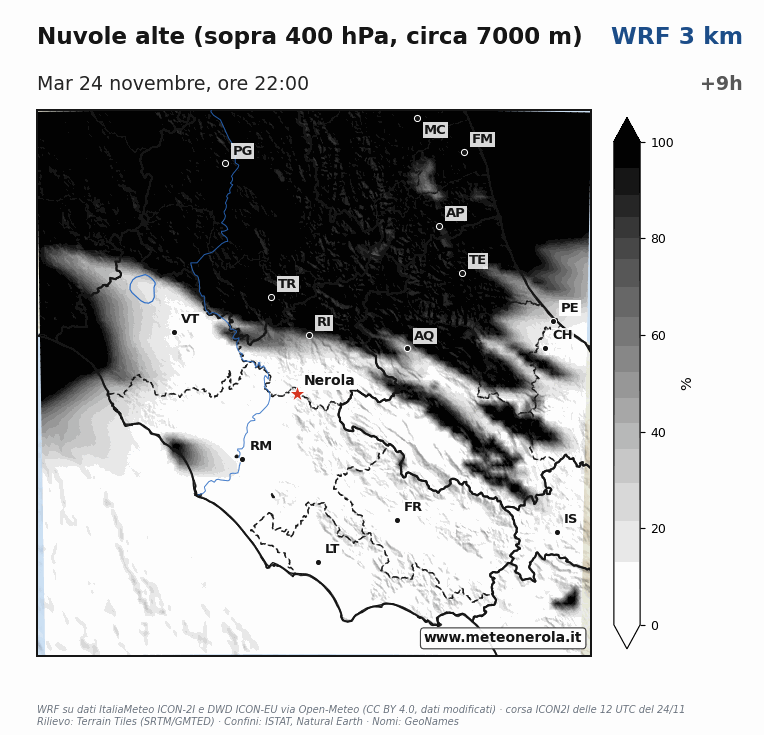 Nuvole alte (sopra 400 hPa, circa 7000 m) WRF 3 km
Mar 24 novembre, ore 22:00 +9h
MC
FM
PG
AP
TE
TR
PE
VT
RI
AQ
CH
Nerola
RM
FR
IS
LT
www.meteonerola.it
100
80
60
40
20
0
%
WRF su dati ItaliaMeteo ICON-2I e DWD ICON-EU via Open-Meteo (CC BY 4.0, dati modificati) · corsa ICON2I delle 12 UTC del 24/11
Rilievo: Terrain Tiles (SRTM/GMTED) · Confini: ISTAT, Natural Earth · Nomi: GeoNames